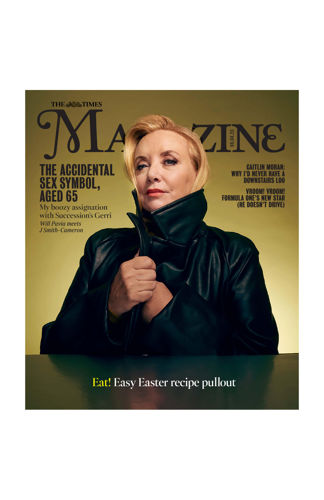 THE TIMES
MAGAZINE
THE ACCIDENTAL
SEX SYMBOL,
AGED 65
My boozy assignation
with Succession's Gerri
Will Pavia meets
J Smith-Cameron
CAITLIN MORAN:
WHY I'D NEVER HAVE A
DOWNSTAIRS LOO
VROOM! VROOM!
FORMULA ONE'S NEW STAR
(HE DOESN'T DRIVE)
Eat! Easy Easter recipe pullout